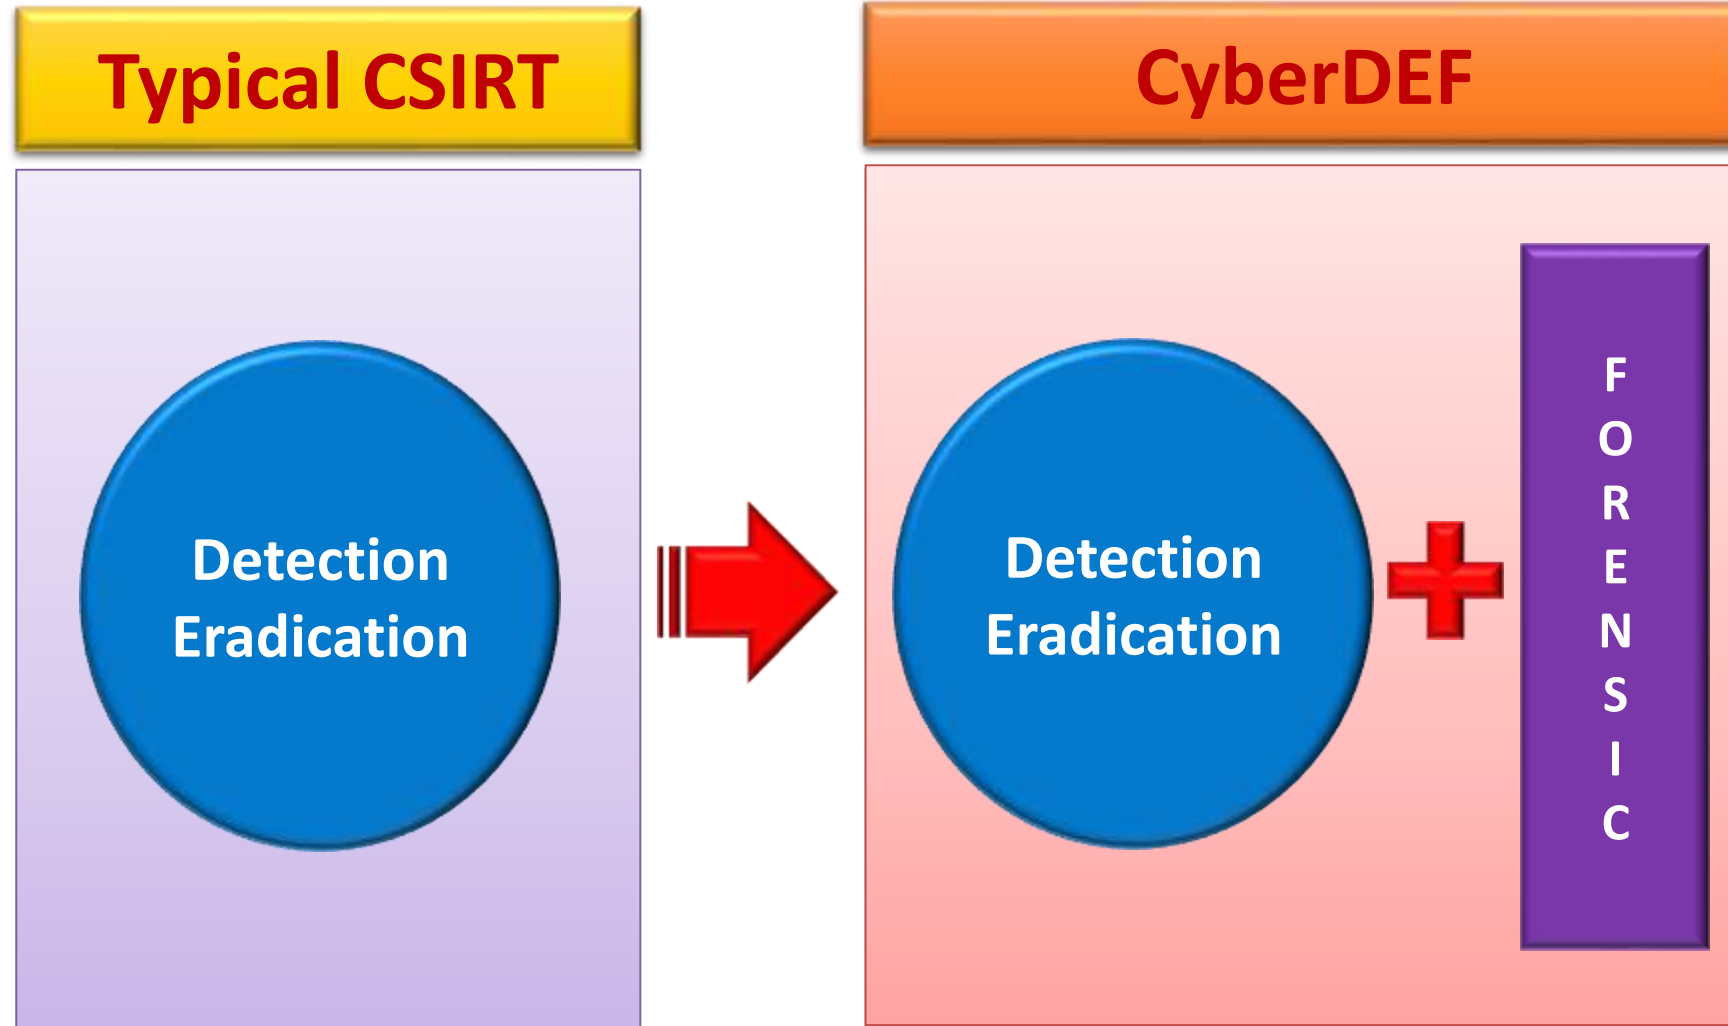 Typical CSIRT
Detection
Eradication
CyberDEF
Detection
Eradication
F
O
R
E
N
S
I
C